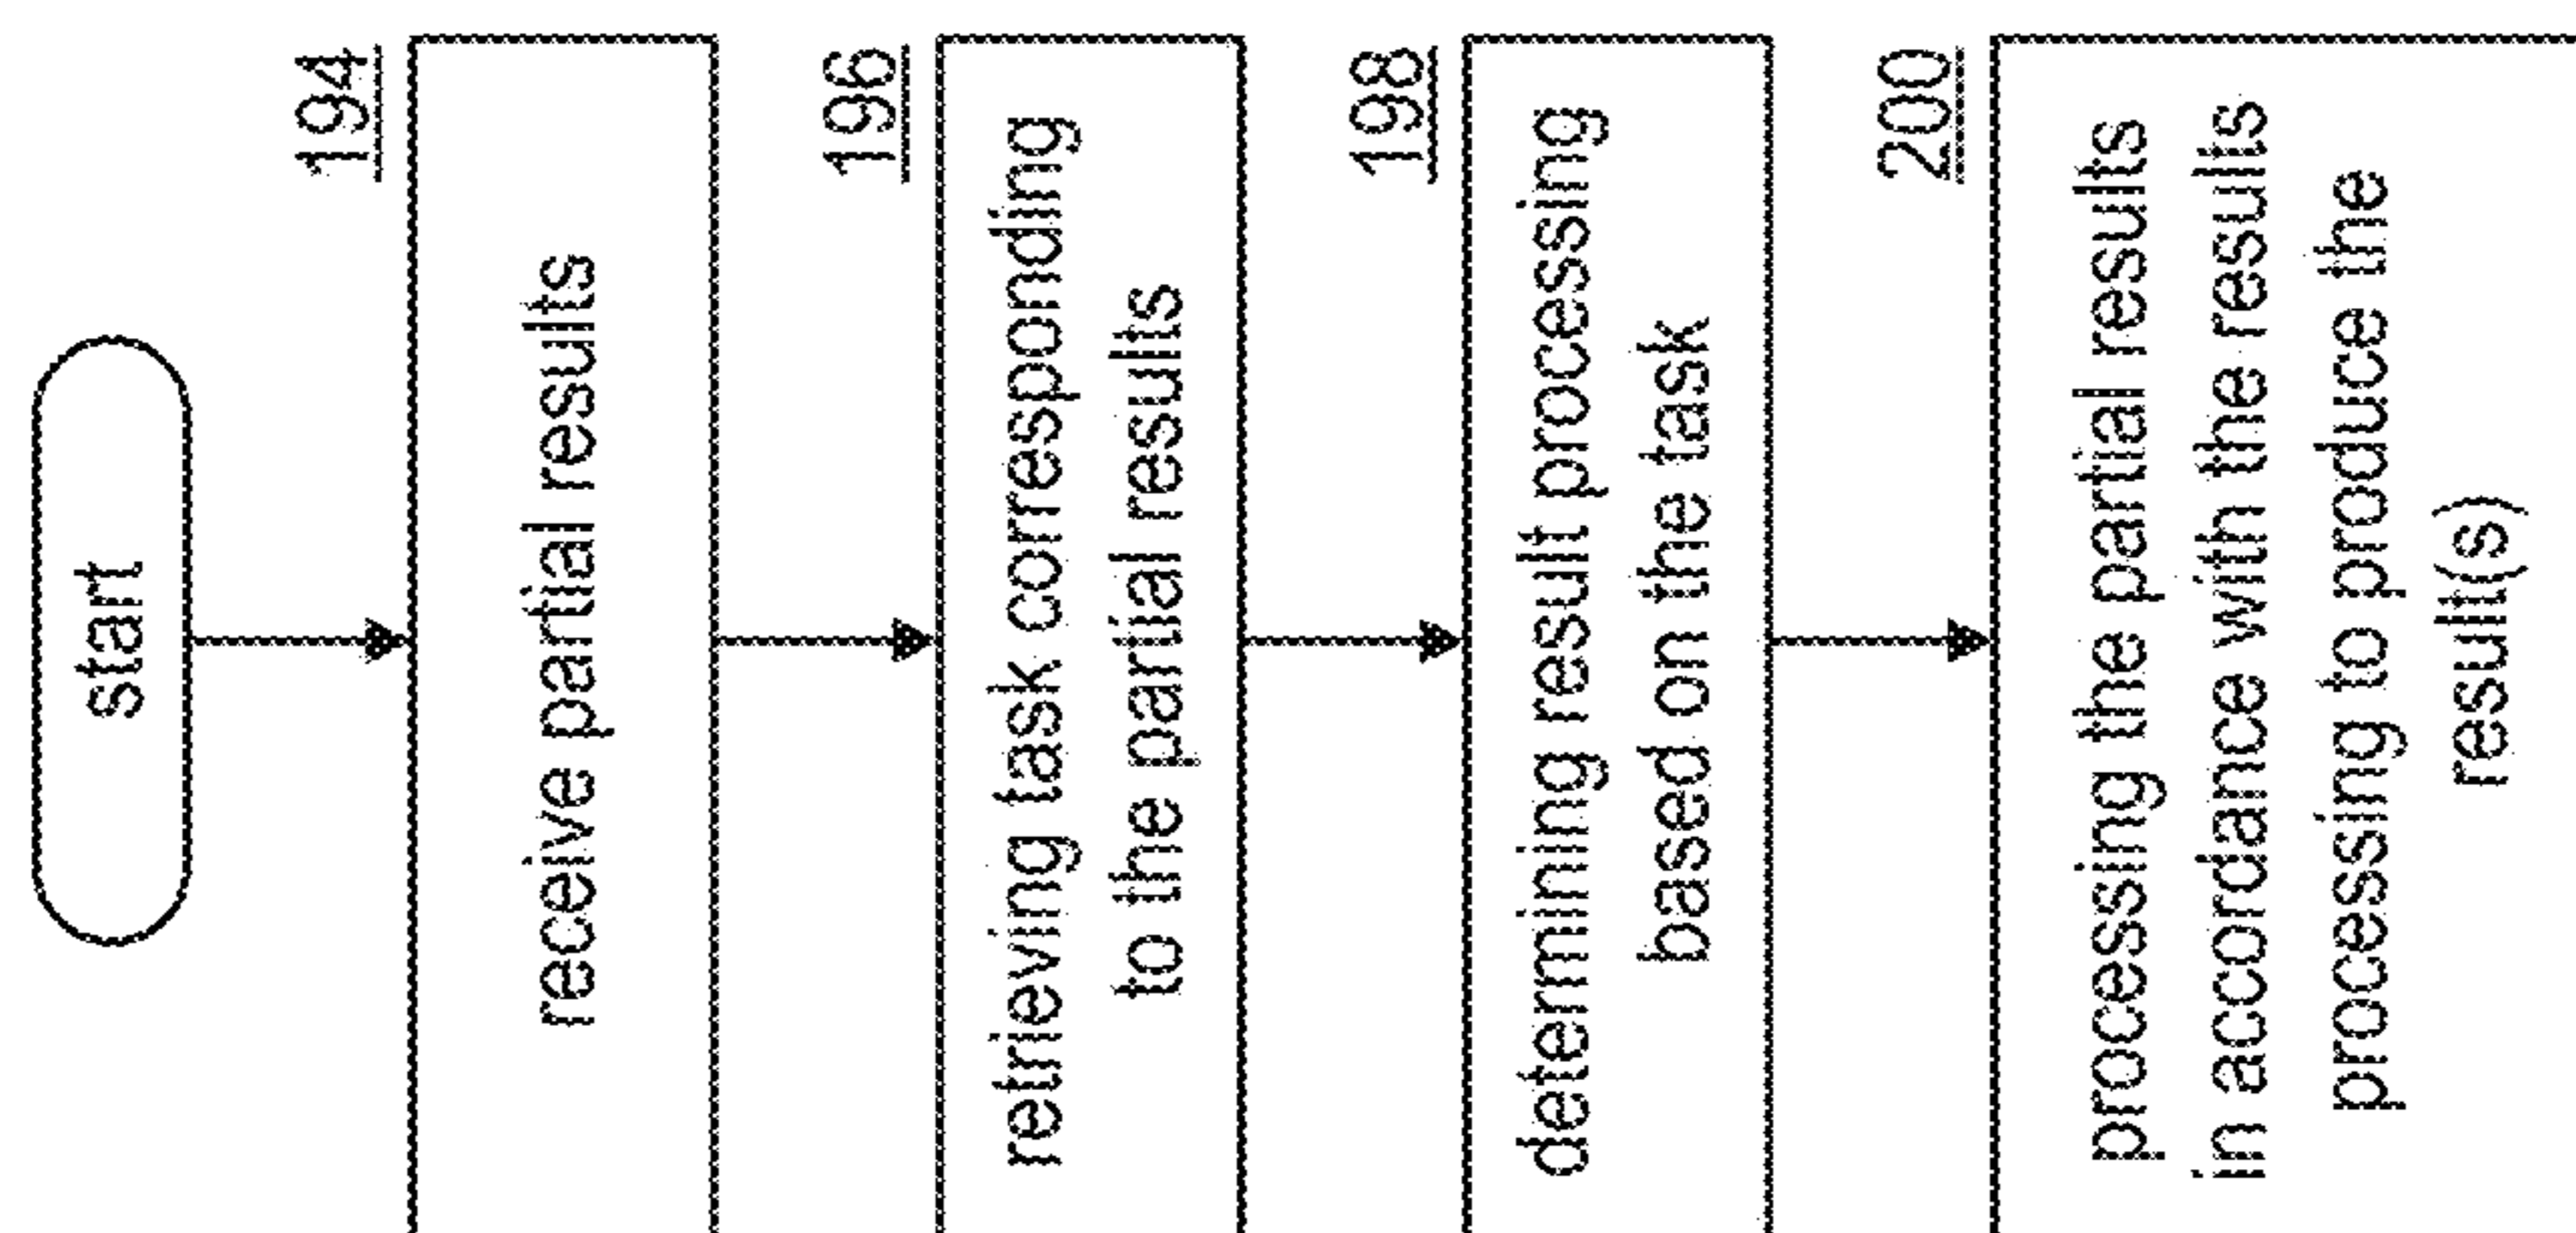 start
194
receive partial results
196
retrieving task corresponding
to the partial results
198
determining result processing
based on the task
200
processing the partial results
in accordance with the results
processing to produce the
result(s)